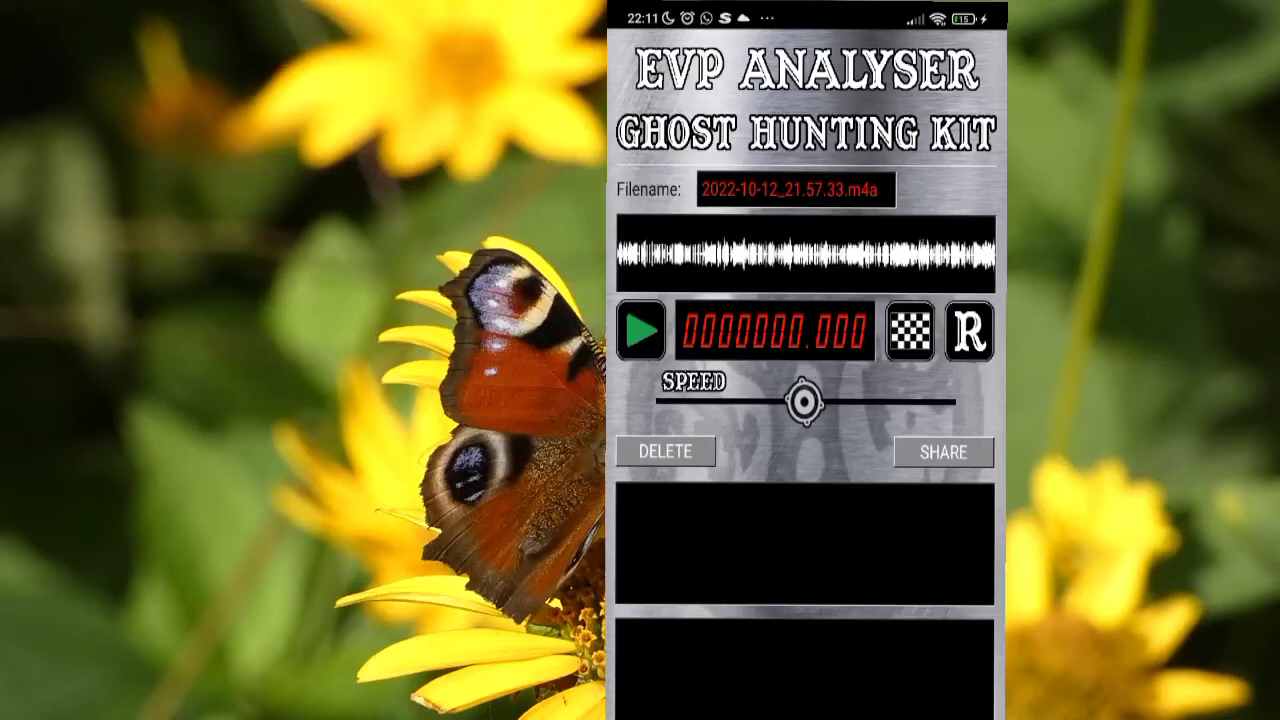 22:11 S ... 15
EVP ANALYSER
GHOST HUNTING KIT
Filename: 2022-10-12_21.57.33.m4a
0000000.000 R
SPEED
DELETE SHARE